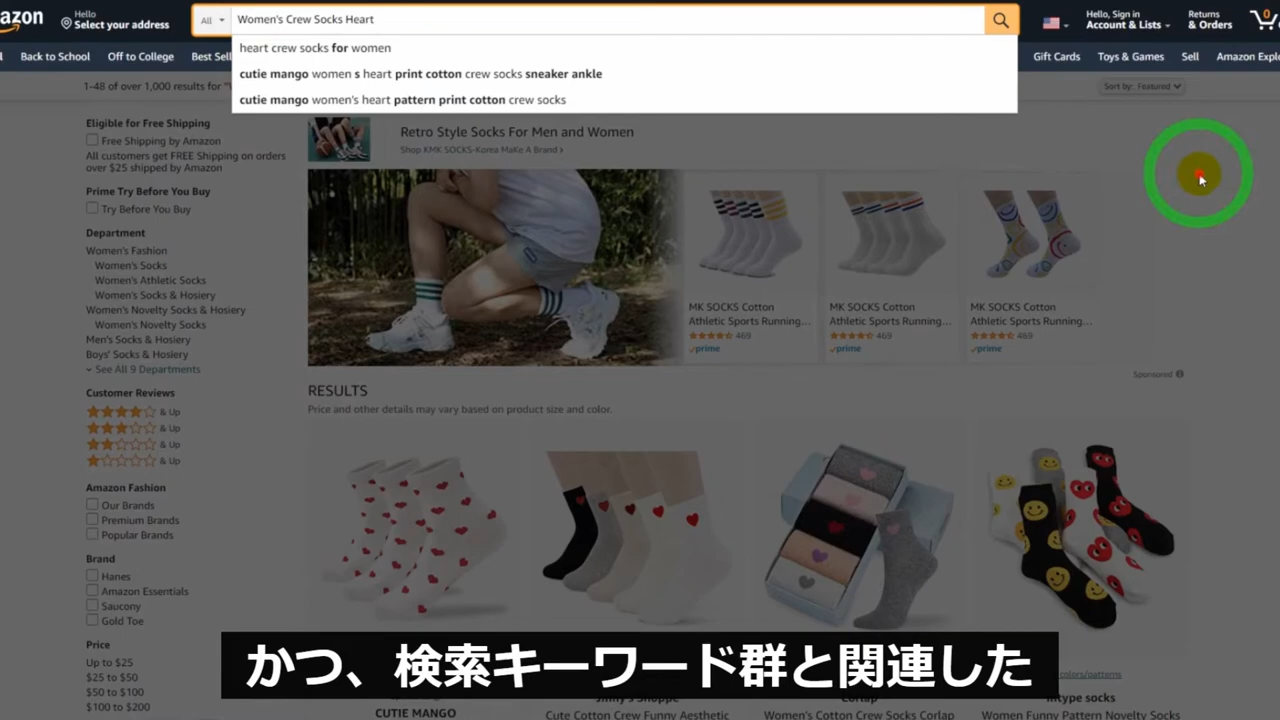 azon
Hello
Select your address
All
Women's Crew Socks Heart
Hello, Sign in
Account & Lists
Returns
& Orders
0
heart crew socks for women
cutie mango women s heart print cotton crew socks sneaker ankle
cutie mango women's heart pattern print cotton crew socks
Back to School
Off to College
Best Sell
Gift Cards
Toys & Games
Sell
Amazon Explo
1-48 of over 1,000 results for "
Sort by: Featured
Eligible for Free Shipping
Free Shipping by Amazon
All customers get FREE Shipping on orders
over $25 shipped by Amazon
Prime Try Before You Buy
Try Before You Buy
Department
Women's Fashion
Women's Socks
Women's Athletic Socks
Women's Socks & Hosiery
Women's Novelty Socks & Hosiery
Women's Novelty Socks
Men's Socks & Hosiery
Boys' Socks & Hosiery
See All 9 Departments
Customer Reviews
& Up
& Up
& Up
& Up
Amazon Fashion
Our Brands
Premium Brands
Popular Brands
Brand
Hanes
Amazon Essentials
Saucony
Gold Toe
Price
Up to $25
$25 to $50
$50 to $100
$100 to $200
Retro Style Socks For Men and Women
Shop KMK SOCKS-Korea MaKe A Brand ›
MK SOCKS Cotton
Athletic Sports Running...
469
prime
MK SOCKS Cotton
Athletic Sports Running...
469
prime
MK SOCKS Cotton
Athletic Sports Running...
469
prime
Sponsored
RESULTS
Price and other details may vary based on product size and color.
かつ、検索キーワード群と関連した
colors/patterns
CUTIE MANGO
Jimny's Shoppe
Cute Cotton Crew Funny Aesthetic
Corlap
Women's Cotton Crew Socks Corlap
intype socks
Women Funny Pattern Novelty Socks